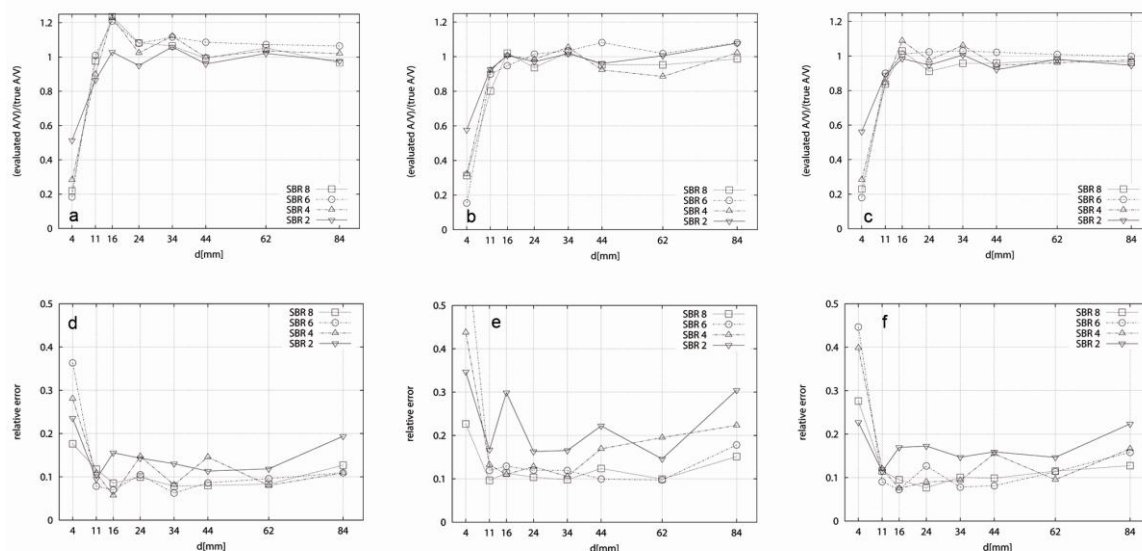 (evaluated A/V)/(true A/V)
1.2
1
0.8
0.6
0.4
0.2
0
a
SBR 8
SBR 6
SBR 4
SBR 2
4 11 16 24 34 44 62 84
d[mm]
(evaluated A/V)/(true A/V)
1.2
1
0.8
0.6
0.4
0.2
0
b
SBR 8
SBR 6
SBR 4
SBR 2
4 11 16 24 34 44 62 84
d[mm]
(evaluated A/V)/(true A/V)
1.2
1
0.8
0.6
0.4
0.2
0
c
SBR 8
SBR 6
SBR 4
SBR 2
4 11 16 24 34 44 62 84
d[mm]
relative error
0.5
0.4
0.3
0.2
0.1
0
d
SBR 8
SBR 6
SBR 4
SBR 2
4 11 16 24 34 44 62 84
d[mm]
relative error
0.5
0.4
0.3
0.2
0.1
0
e
SBR 8
SBR 6
SBR 4
SBR 2
4 11 16 24 34 44 62 84
d[mm]
relative error
0.5
0.4
0.3
0.2
0.1
0
f
SBR 8
SBR 6
SBR 4
SBR 2
4 11 16 24 34 44 62 84
d[mm]